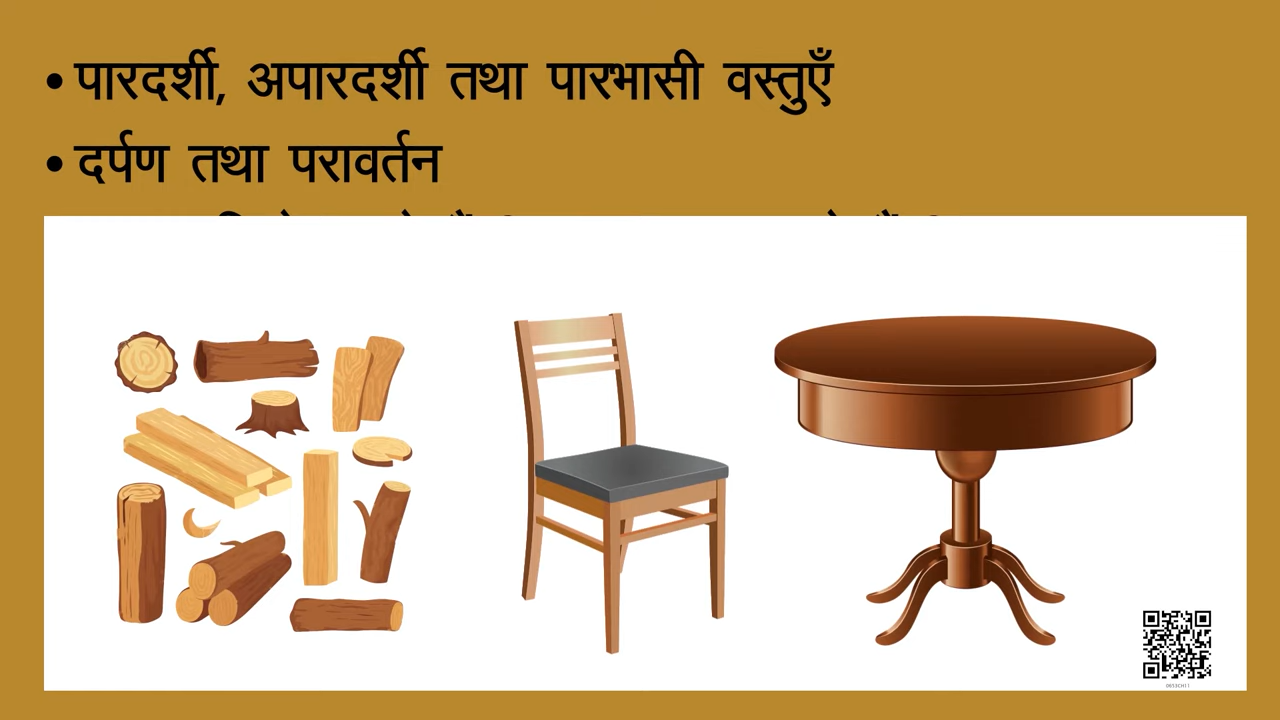 • पारदर्शी, अपारदर्शी तथा पारभासी वस्तुएँ
• दर्पण तथा परावर्तन